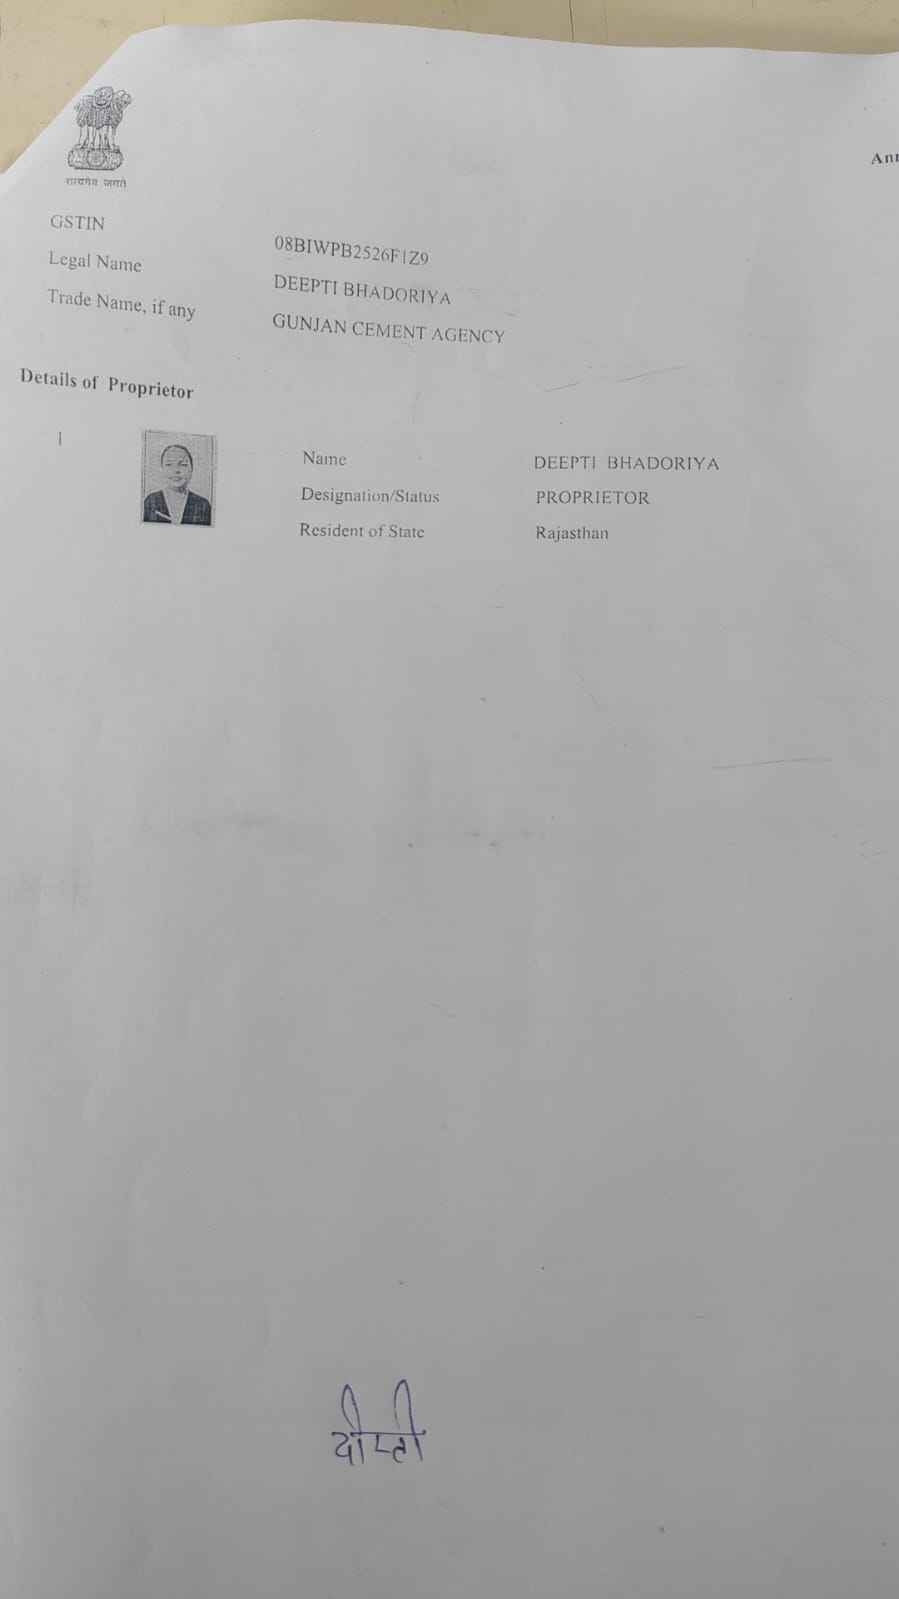 सत्यमेव जयते
GSTIN 08BIWPB2526F1Z9
Legal Name DEEPTI BHADORIYA
Trade Name, if any GUNJAN CEMENT AGENCY
Details of Proprietor
1
Name DEEPTI BHADORIYA
Designation/Status PROPRIETOR
Resident of State Rajasthan
दीप्ती